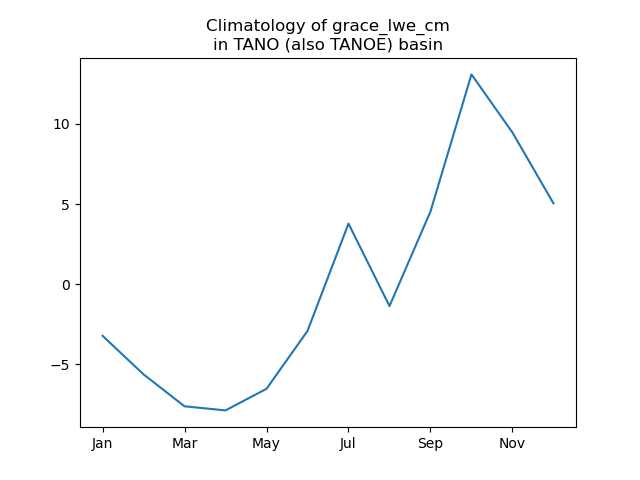 Climatology of grace_lwe_cm
in TANO (also TANOE) basin
10
5
0
−5
Jan Mar May Jul Sep Nov